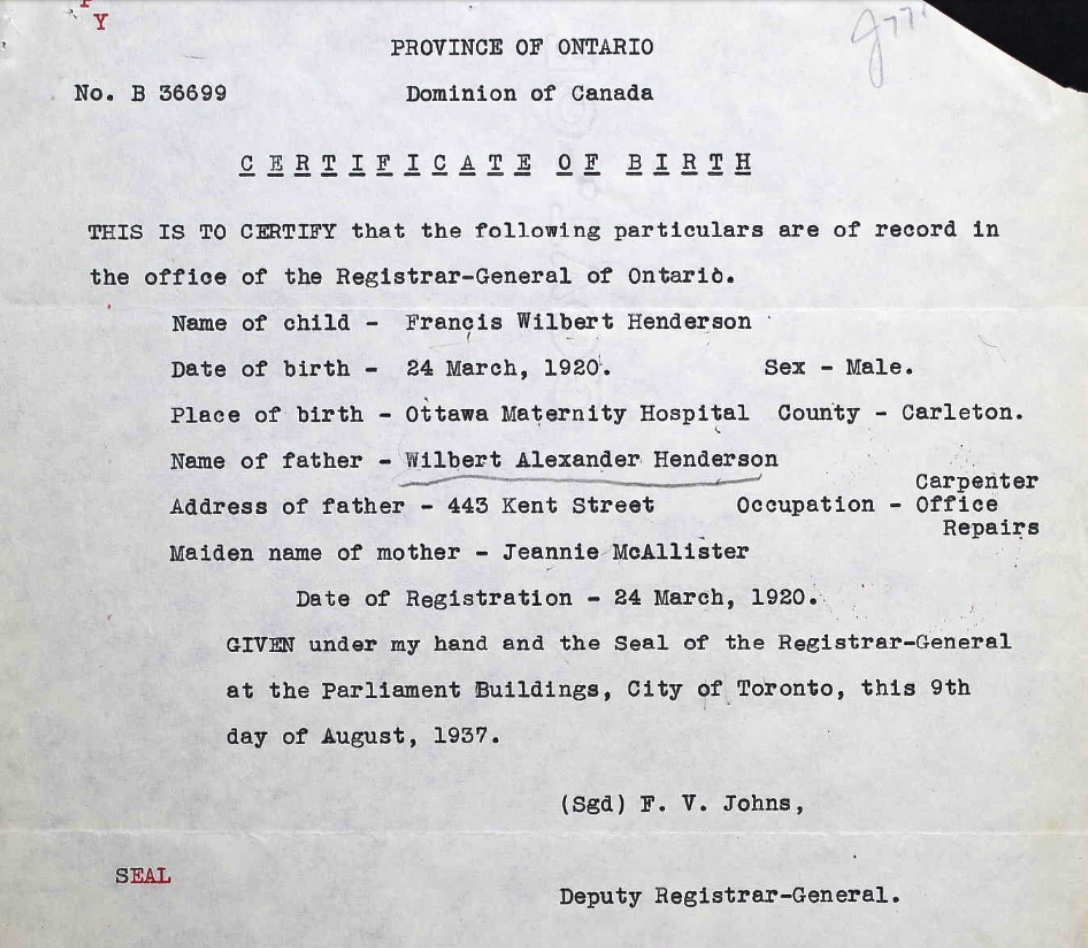 Y
PROVINCE OF ONTARIO
No. B 36699 Dominion of Canada
CERTIFICATE OF BIRTH
THIS IS TO CERTIFY that the following particulars are of record in
the office of the Registrar-General of Ontario.
Name of child - Francis Wilbert Henderson
Date of birth - 24 March, 1920. Sex - Male.
Place of birth - Ottawa Maternity Hospital County - Carleton.
Name of father - Wilbert Alexander Henderson
Carpenter
Address of father - 443 Kent Street Occupation - Office
Repairs
Maiden name of mother - Jeannie McAllister
Date of Registration - 24 March, 1920.
GIVEN under my hand and the Seal of the Registrar-General
at the Parliament Buildings, City of Toronto, this 9th
day of August, 1937.
(Sgd) F. V. Johns,
SEAL
Deputy Registrar-General.